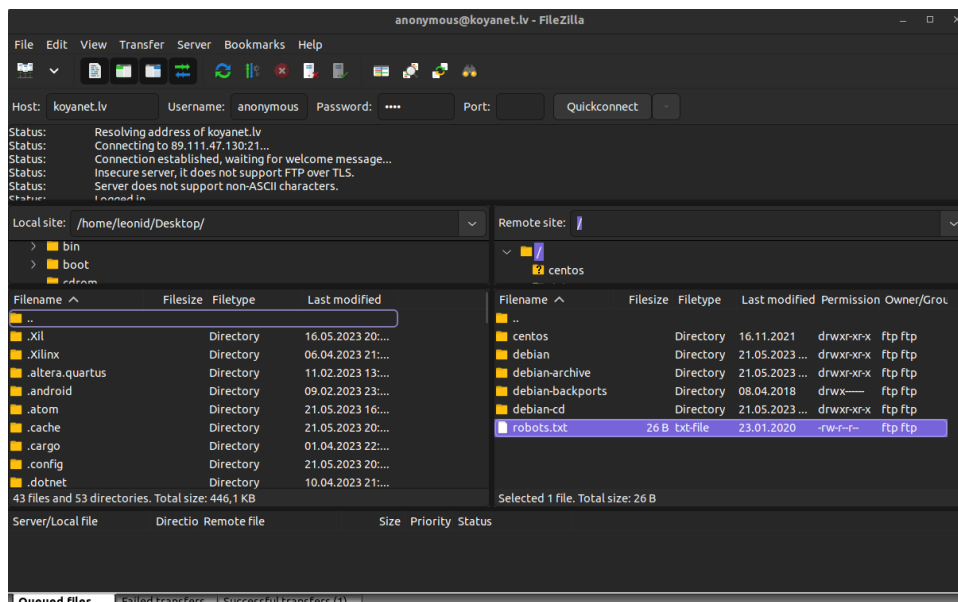 anonymous@koyanet.lv - FileZilla
File Edit View Transfer Server Bookmarks Help
Host: koyanet.lv Username: anonymous Password: •••• Port: Quickconnect
Status: Resolving address of koyanet.lv
Status: Connecting to 89.111.47.130:21...
Status: Connection established, waiting for welcome message...
Status: Insecure server, it does not support FTP over TLS.
Status: Server does not support non-ASCII characters.
Status: Logged in
Local site: /home/leonid/Desktop/
bin
boot
cdrom
Filename Filesize Filetype Last modified
..
.Xil Directory 16.05.2023 20:...
.Xilinx Directory 06.04.2023 21:...
.altera.quartus Directory 11.02.2023 13:...
.android Directory 09.02.2023 23:...
.atom Directory 21.05.2023 16:...
.cache Directory 21.05.2023 20:...
.cargo Directory 01.04.2023 22:...
.config Directory 21.05.2023 20:...
.dotnet Directory 10.04.2023 21:...
43 files and 53 directories. Total size: 446,1 KB
Remote site: /
/
centos
Filename Filesize Filetype Last modified Permission Owner/Grou
..
centos Directory 16.11.2021 drwxr-xr-x ftp ftp
debian Directory 21.05.2023 ... drwxr-xr-x ftp ftp
debian-archive Directory 21.05.2023 ... drwxr-xr-x ftp ftp
debian-backports Directory 08.04.2018 drwx------ ftp ftp
debian-cd Directory 21.05.2023 ... drwxr-xr-x ftp ftp
robots.txt 26 B txt-file 23.01.2020 -rw-r--r-- ftp ftp
Selected 1 file. Total size: 26 B
Server/Local file Directio Remote file Size Priority Status
Queued files Failed transfers Successful transfers (1)